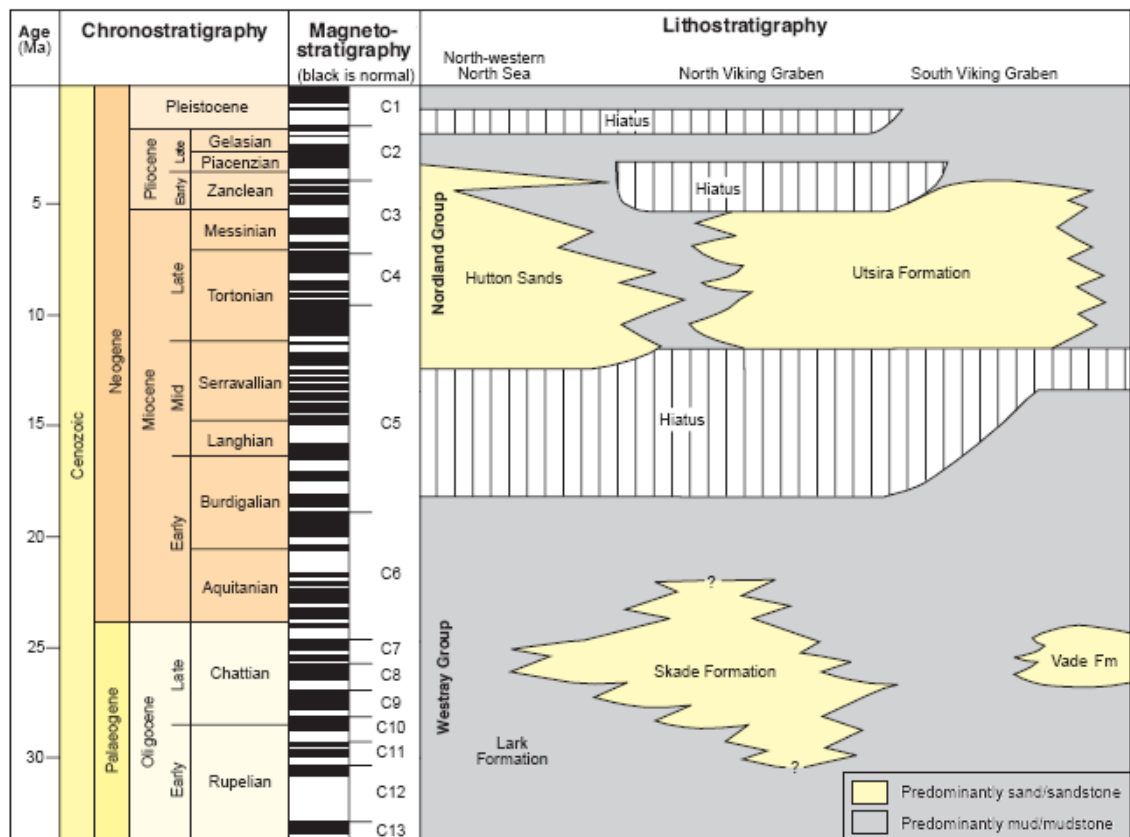 Age
(Ma)
Chronostratigraphy
Magneto-
stratigraphy
(black is normal)
Lithostratigraphy
North-western
North Sea
North Viking Graben
South Viking Graben
Cenozoic
Neogene
Palaeogene
Pleistocene
Pliocene
Late
Early
Gelasian
Piacenzian
Zanclean
Miocene
Late
Mid
Early
Messinian
Tortonian
Serravallian
Langhian
Burdigalian
Aquitanian
Oligocene
Late
Early
Chattian
Rupelian
5
10
15
20
25
30
C1
C2
C3
C4
C5
C6
C7
C8
C9
C10
C11
C12
C13
Hiatus
Hiatus
Nordland Group
Hutton Sands
Utsira Formation
Hiatus
Westray Group
?
Skade Formation
Vade Fm
?
Lark
Formation
Predominantly sand/sandstone
Predominantly mud/mudstone